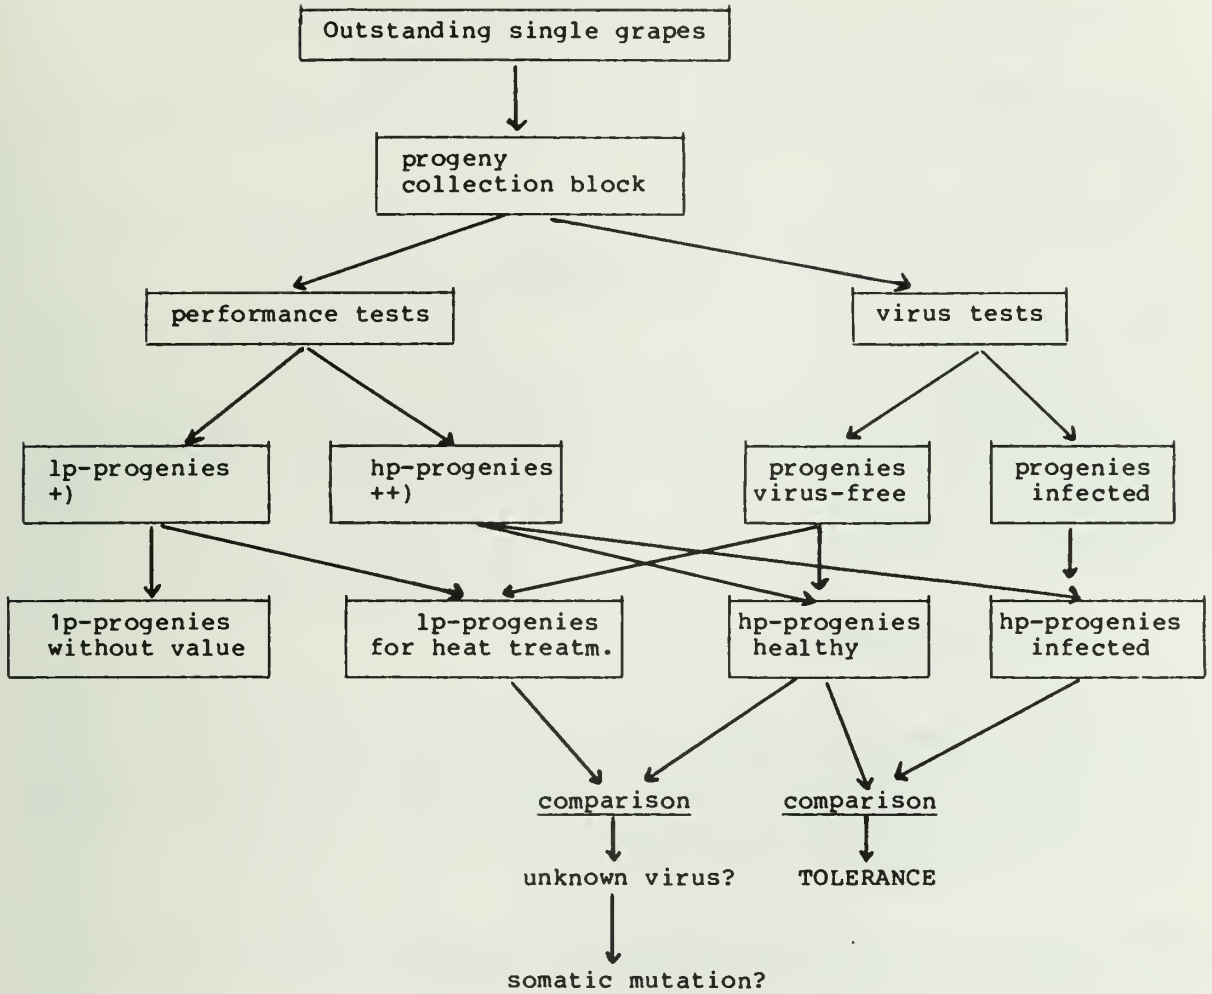 Outstanding single grapes
progeny
collection block
performance tests
virus tests
lp-progenies
+)
hp-progenies
++)
progenies
virus-free
progenies
infected
lp-progenies
without value
lp-progenies
for heat treatm.
hp-progenies
healthy
hp-progenies
infected
comparison
comparison
unknown virus?
TOLERANCE
somatic mutation?